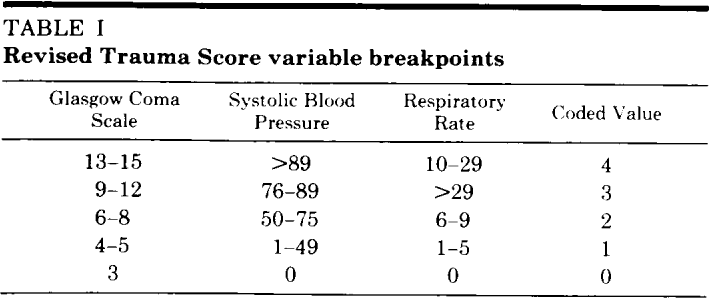 TABLE I
Revised Trauma Score variable breakpoints
Glasgow Coma Scale Systolic Blood Pressure Respiratory Rate Coded Value
13–15 >89 10–29 4
9–12 76–89 >29 3
6–8 50–75 6–9 2
4–5 1–49 1–5 1
3 0 0 0